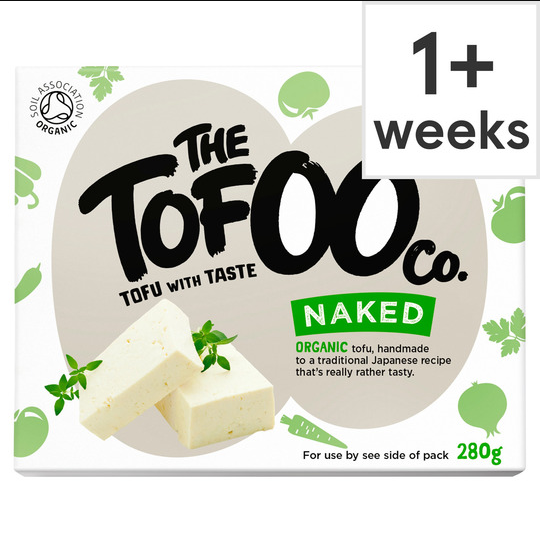 1+
weeks
SOIL ASSOCIATION
ORGANIC
THE
TOFOO
Co.
TOFU WITH TASTE
NAKED
ORGANIC tofu, handmade
to a traditional Japanese recipe
that's really rather tasty.
For use by see side of pack 280g